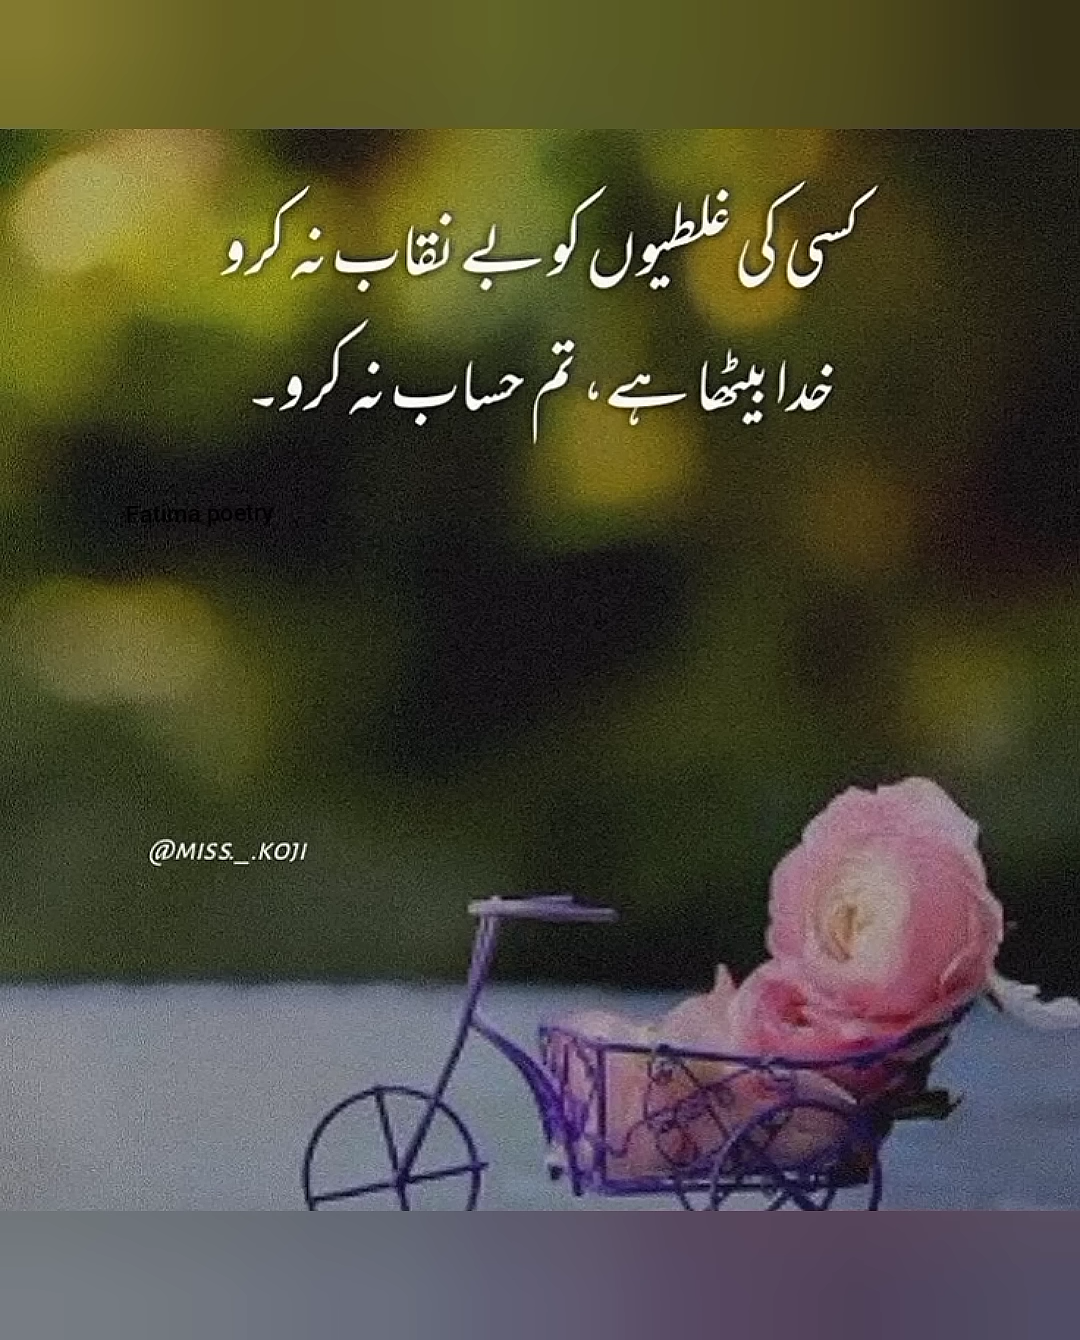 کسی کی غلطیوں کو بے نقاب نہ کرو
خدا بیٹھا ہے، تم حساب نہ کرو۔
Fatima poetry
@MISS._.KOJI